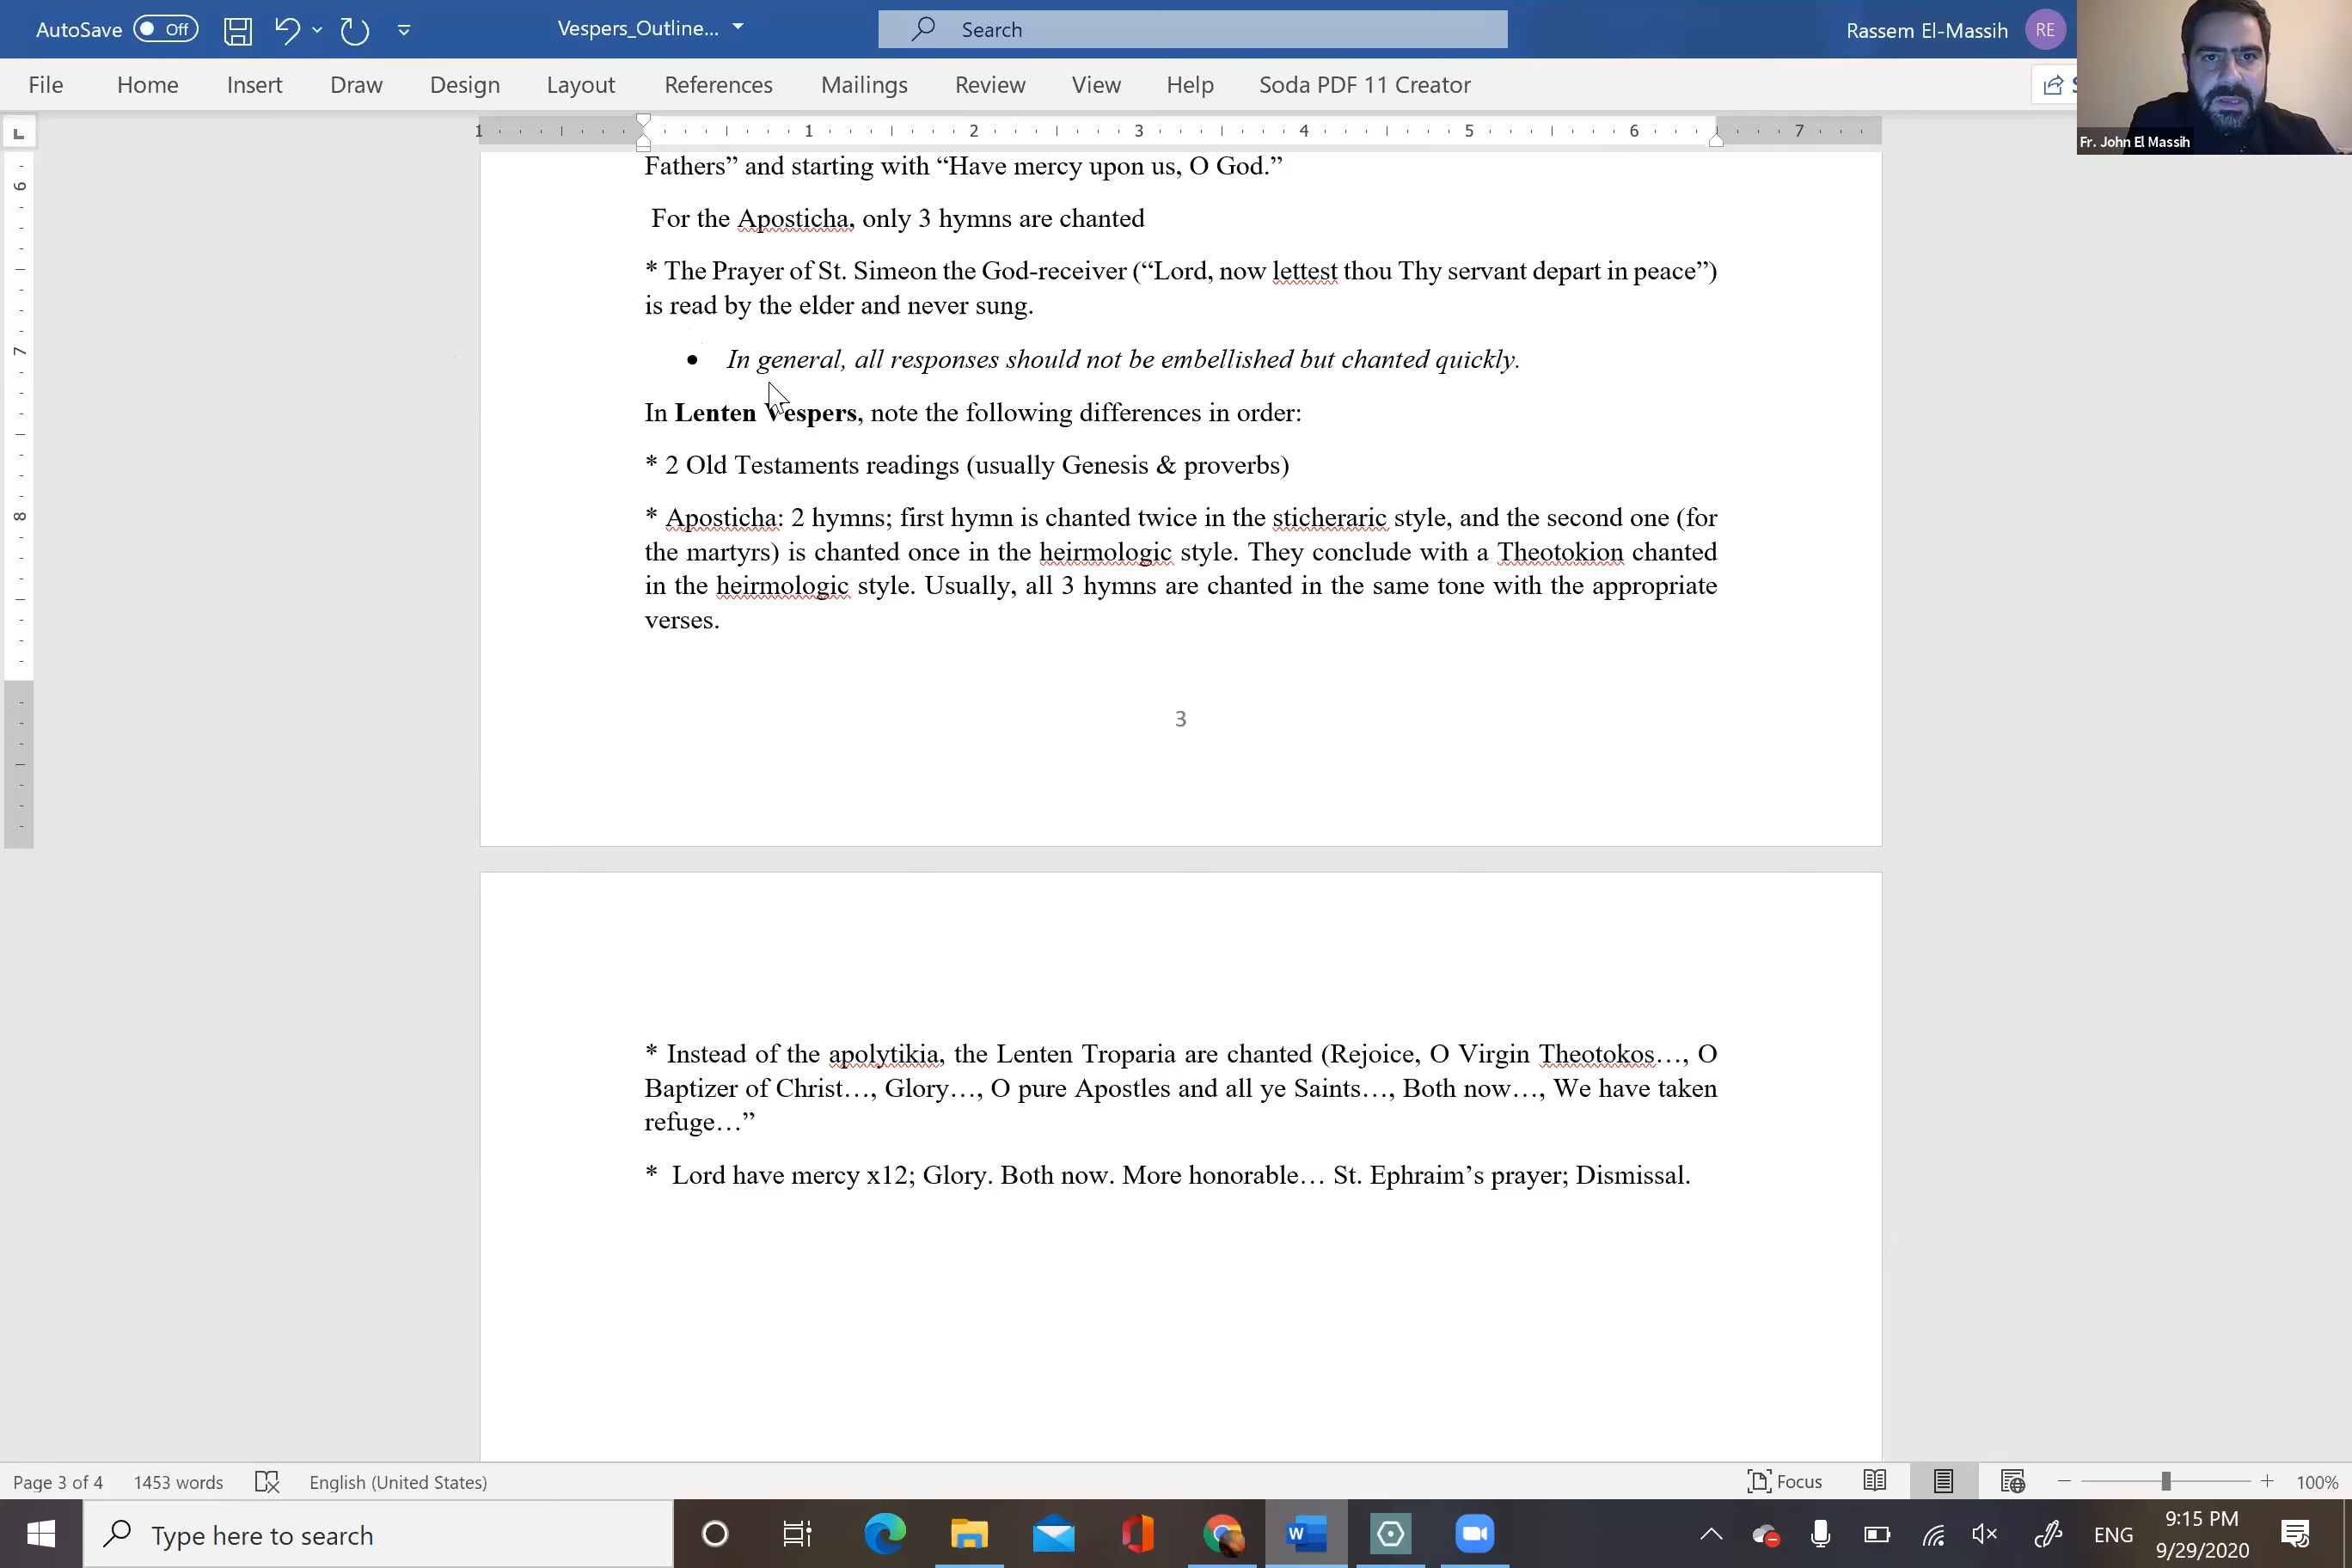 AutoSave Off Vespers_Outline... Search Rassem El-Massih RE
File Home Insert Draw Design Layout References Mailings Review View Help Soda PDF 11 Creator
Fr. John El Massih
1 1 2 3 4 5 6 7
Fathers” and starting with “Have mercy upon us, O God.”
For the Aposticha, only 3 hymns are chanted
* The Prayer of St. Simeon the God-receiver (“Lord, now lettest thou Thy servant depart in peace”)
is read by the elder and never sung.
• In general, all responses should not be embellished but chanted quickly.
In Lenten Vespers, note the following differences in order:
* 2 Old Testaments readings (usually Genesis & proverbs)
* Aposticha: 2 hymns; first hymn is chanted twice in the sticheraric style, and the second one (for
the martyrs) is chanted once in the heirmologic style. They conclude with a Theotokion chanted
in the heirmologic style. Usually, all 3 hymns are chanted in the same tone with the appropriate
verses.
3
6
7
8
* Instead of the apolytikia, the Lenten Troparia are chanted (Rejoice, O Virgin Theotokos…, O
Baptizer of Christ…, Glory…, O pure Apostles and all ye Saints…, Both now…, We have taken
refuge…”
* Lord have mercy x12; Glory. Both now. More honorable… St. Ephraim’s prayer; Dismissal.
Page 3 of 4 1453 words English (United States) Focus 100%
Type here to search W ENG 9:15 PM
9/29/2020